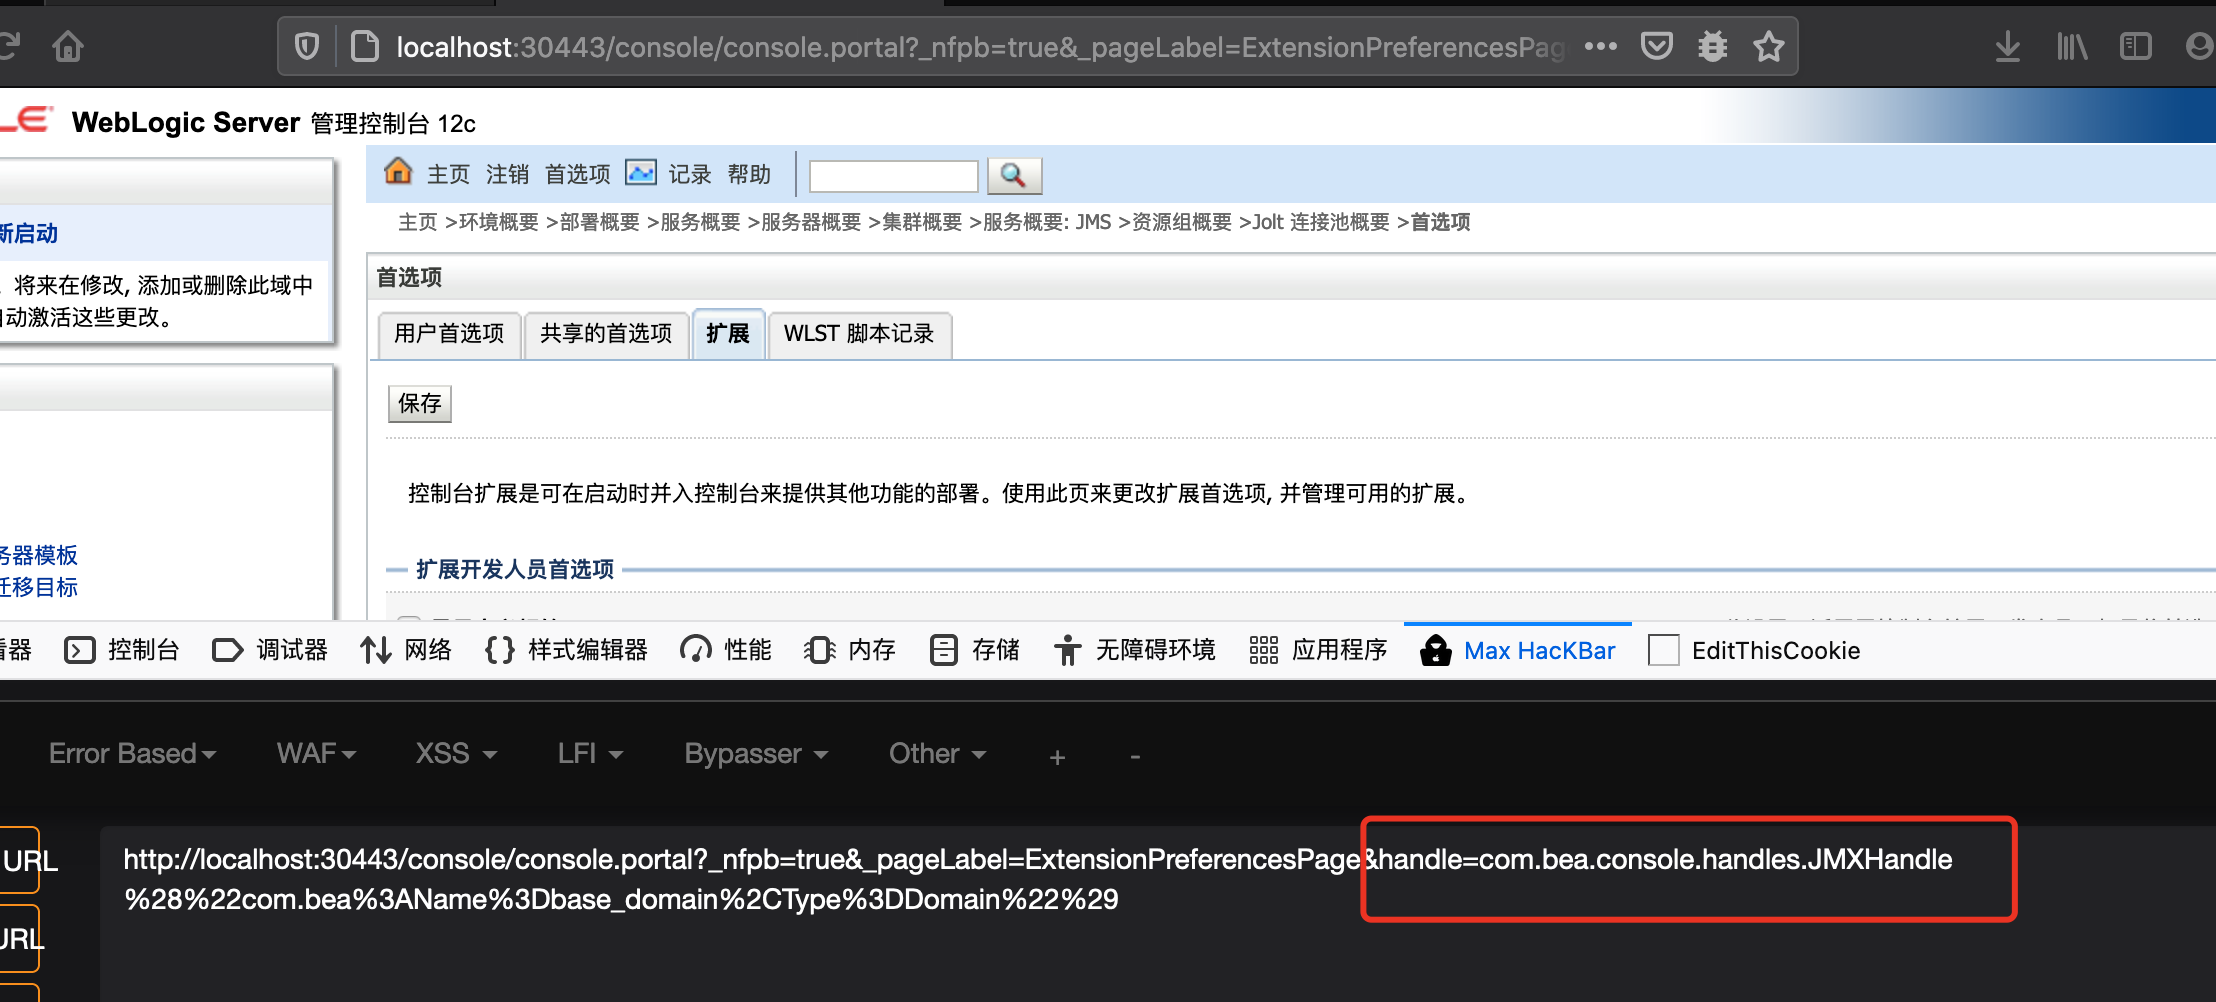 localhost:30443/console/console.portal?_nfpb=true&_pageLabel=ExtensionPreferencesPag
LE WebLogic Server 管理控制台 12c
主页 注销 首选项 记录 帮助
主页 >环境概要 >部署概要 >服务概要 >服务器概要 >集群概要 >服务概要: JMS >资源组概要 >Jolt 连接池概要 >首选项
新启动
将来在修改, 添加或删除此域中
自动激活这些更改。
首选项
用户首选项 共享的首选项 扩展 WLST 脚本记录
保存
控制台扩展是可在启动时并入控制台来提供其他功能的部署。使用此页来更改扩展首选项, 并管理可用的扩展。
务器模板
迁移目标
扩展开发人员首选项
看器 控制台 调试器 网络 样式编辑器 性能 内存 存储 无障碍环境 应用程序 Max HacKBar EditThisCookie
Error Based WAF XSS LFI Bypasser Other + -
URL
URL
http://localhost:30443/console/console.portal?_nfpb=true&_pageLabel=ExtensionPreferencesPage&handle=com.bea.console.handles.JMXHandle
%28%22com.bea%3AName%3Dbase_domain%2CType%3DDomain%22%29